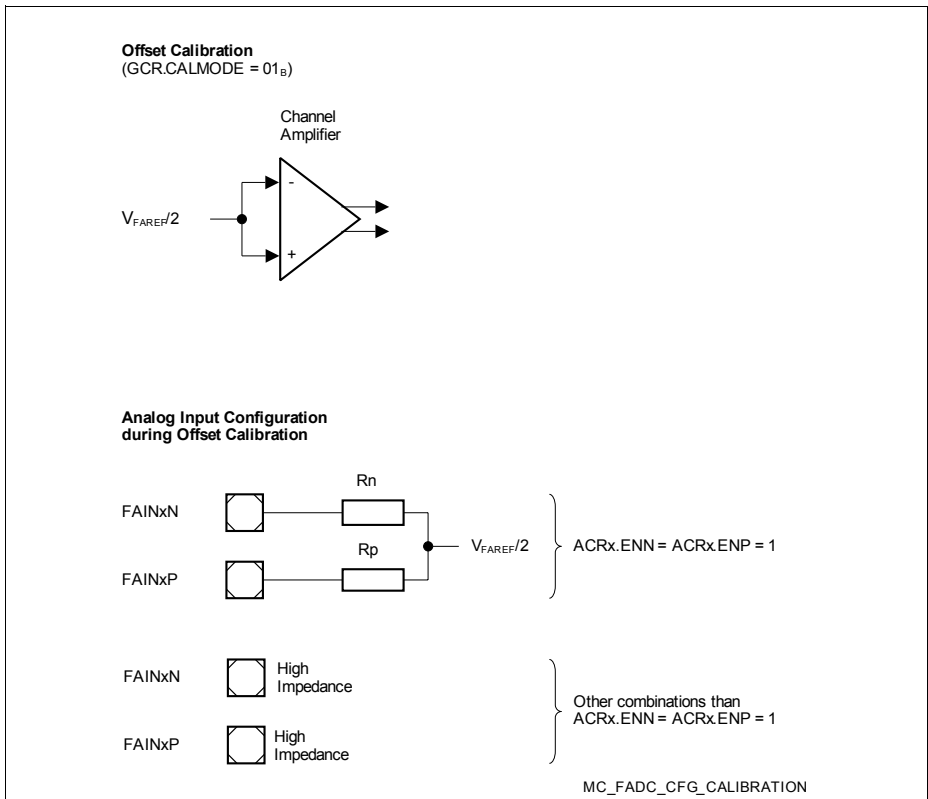 Offset Calibration
(GCR.CALMODE = 01B)
Channel
Amplifier
-
VFAREF/2
+
Analog Input Configuration
during Offset Calibration
Rn
FAINxN
VFAREF/2
ACRx.ENN = ACRx.ENP = 1
Rp
FAINxP
FAINxN
High
Impedance
Other combinations than
ACRx.ENN = ACRx.ENP = 1
FAINxP
High
Impedance
MC_FADC_CFG_CALIBRATION